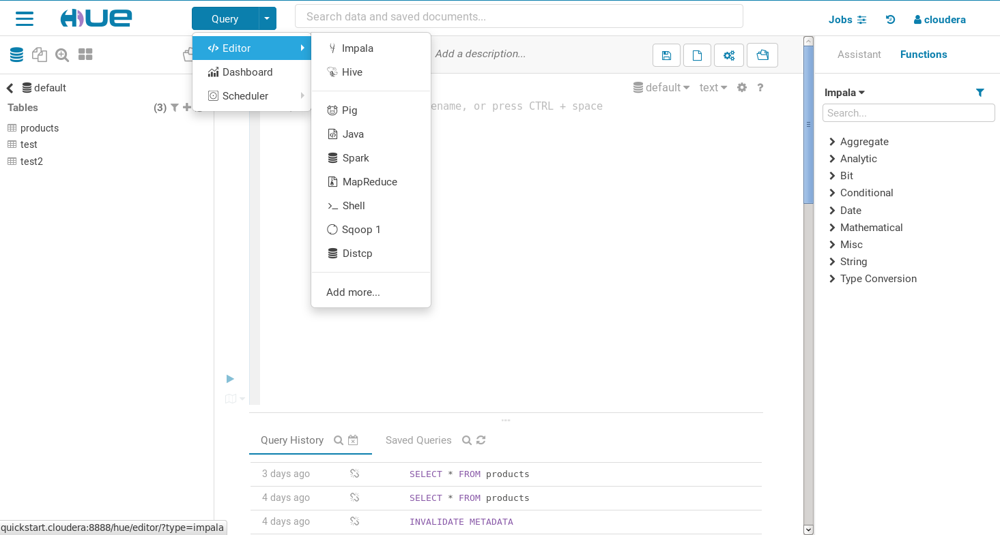 HUE
Query
Search data and saved documents...
Jobs
cloudera
Editor
Dashboard
Scheduler
Impala
Hive
Pig
Java
Spark
MapReduce
Shell
Sqoop 1
Distcp
Add more...
Add a description...
Assistant Functions
default
Tables (3)
products
test
test2
default text ?
ename, or press CTRL + space
Impala
Search...
Aggregate
Analytic
Bit
Conditional
Date
Mathematical
Misc
String
Type Conversion
Query History Saved Queries
3 days ago SELECT * FROM products
4 days ago SELECT * FROM products
4 days ago INVALIDATE METADATA
quickstart.cloudera:8888/hue/editor/?type=impala